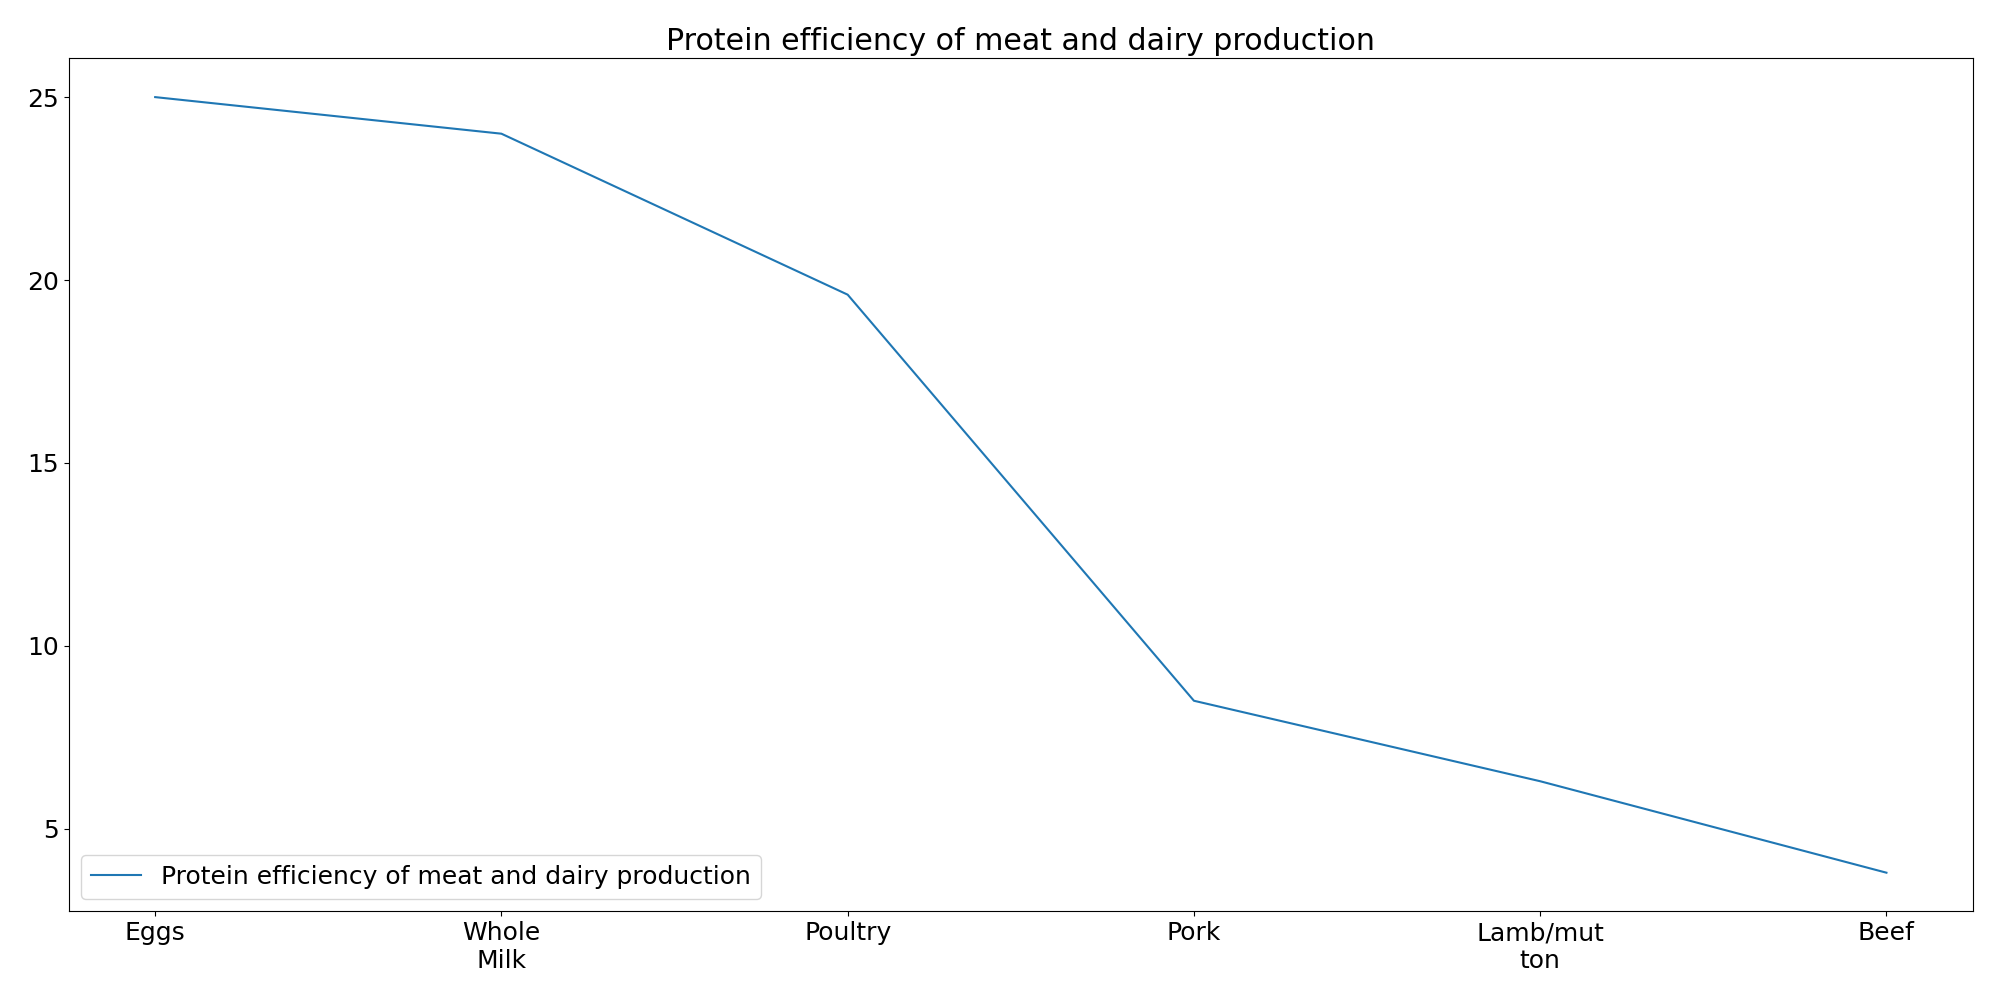 Protein efficiency of meat and dairy production
25
20
15
10
5
Protein efficiency of meat and dairy production
Eggs
Whole
Milk
Poultry
Pork
Lamb/mut
ton
Beef